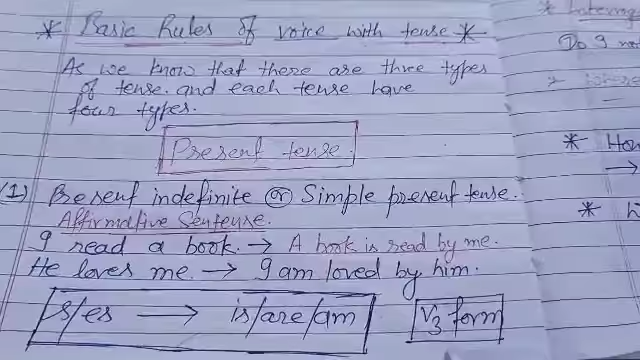 * Basic Rules of voice with tense *
As we know that there are three types
of tense. and each tense have
four types.
Present tense.
(1) Present indefinite or Simple present tense.
Affirmative Sentense.
I read a book. → A book is read by me.
He loves me. → I am loved by him.
s/es → is/are/am
V3 form
*
Do I
* Where
* How
→
*